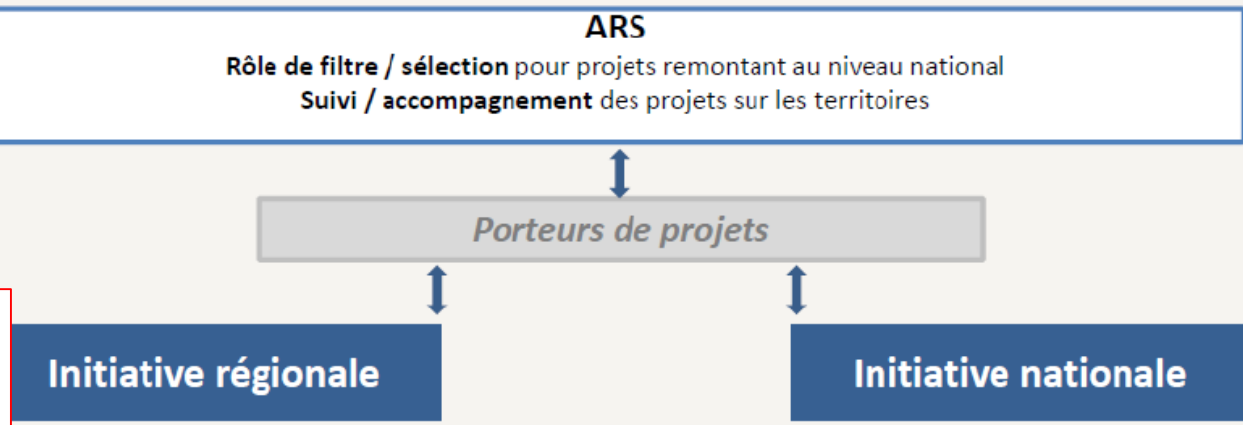 ARS
Rôle de filtre / sélection pour projets remontant au niveau national
Suivi / accompagnement des projets sur les territoires
Porteurs de projets
Initiative régionale
Initiative nationale